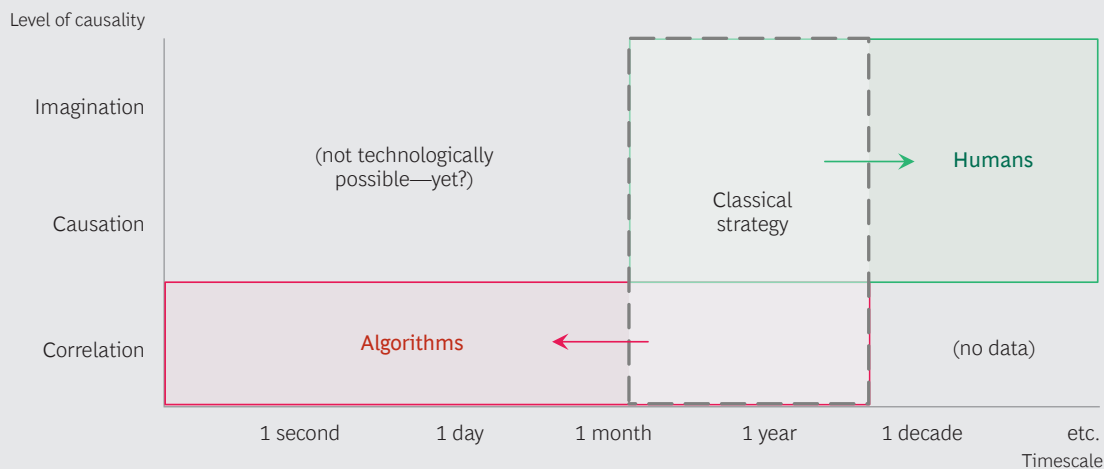 Level of causality
Imagination
(not technologically
possible—yet?)
Humans
Classical
strategy
Causation
Algorithms
Correlation
(no data)
1 second
1 day
1 month
1 year
1 decade
etc.
Timescale